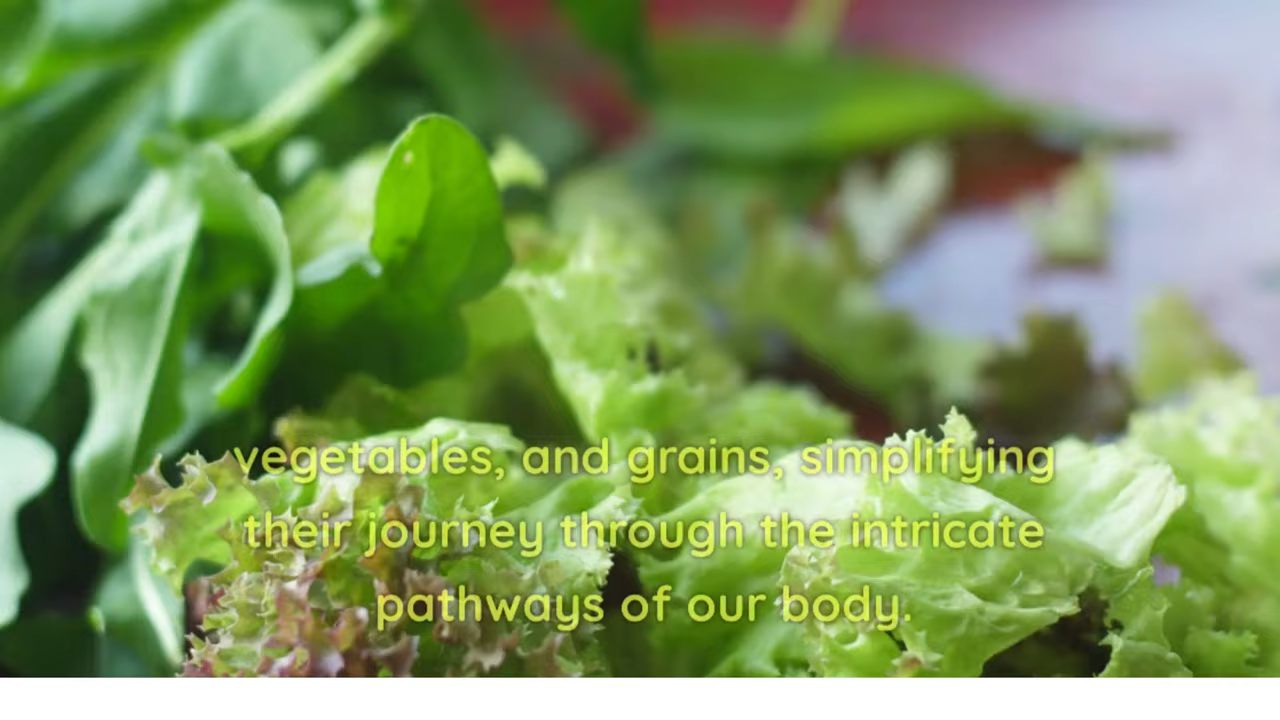 vegetables, and grains, simplifying
their journey through the intricate
pathways of our body.